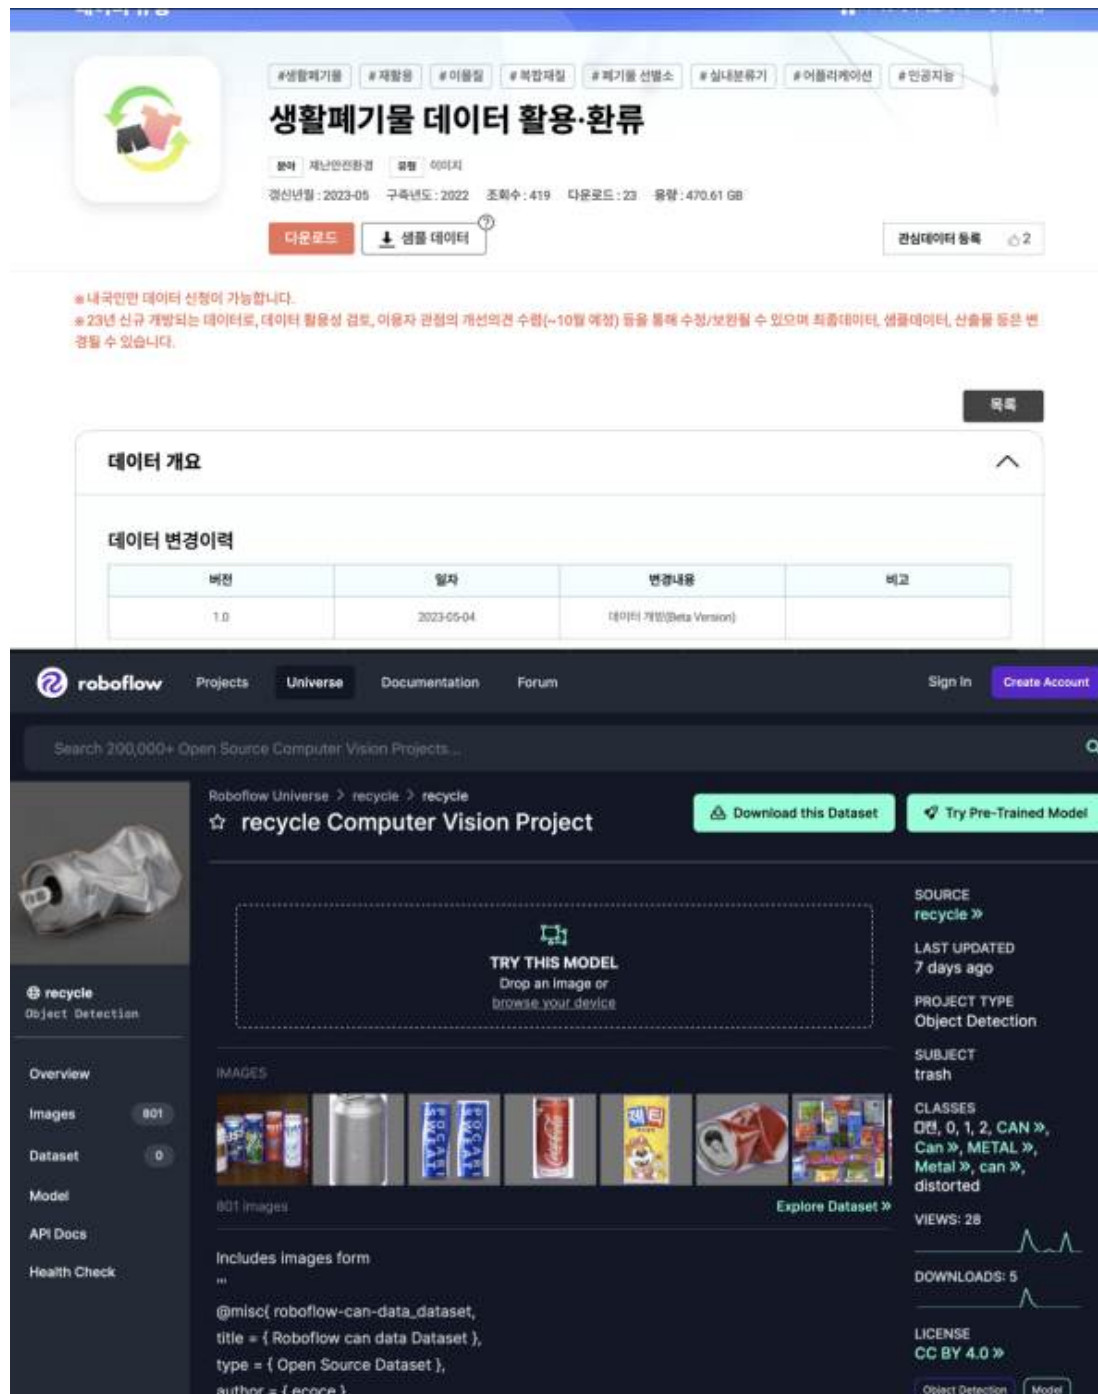 #생활폐기물 #재활용 #이물질 #복합재질 #폐기물 선별소 #실내분류기 #어플리케이션 #인공지능
생활폐기물 데이터 활용·환류
분야 재난안전환경 유형 이미지
갱신년월 : 2023-05 구축년도 : 2022 조회수 : 419 다운로드 : 23 용량 : 470.61 GB
다운로드 샘플 데이터 ? 관심데이터 등록 2
※ 내국인만 데이터 신청이 가능합니다.
※ 23년 신규 개방되는 데이터로, 데이터 활용성 검토, 이용자 관점의 개선의견 수렴(~10월 예정) 등을 통해 수정/보완될 수 있으며 최종데이터, 샘플데이터, 산출물 등은 변
경될 수 있습니다.
목록
데이터 개요
데이터 변경이력
버전 일자 변경내용 비고
1.0 2023-05-04 데이터 개방(Beta Version)
roboflow Projects Universe Documentation Forum Sign In Create Account
Search 200,000+ Open Source Computer Vision Projects...
Roboflow Universe > recycle > recycle
recycle Computer Vision Project
Download this Dataset Try Pre-Trained Model
TRY THIS MODEL
Drop an image or
browse your device
recycle
Object Detection
Overview
Images 801
Dataset 0
Model
API Docs
Health Check
IMAGES
POCARI SWEAT POCARI SWEAT
Coca-Cola
801 images
Explore Dataset »
Includes images form
'''
@misc{ roboflow-can-data_dataset,
title = { Roboflow can data Dataset },
type = { Open Source Dataset },
author = { ecoce },
SOURCE
recycle »
LAST UPDATED
7 days ago
PROJECT TYPE
Object Detection
SUBJECT
trash
CLASSES
0, 1, 2, CAN »,
Can », METAL »,
Metal », can »,
distorted
VIEWS: 28
DOWNLOADS: 5
LICENSE
CC BY 4.0 »
Object Detection Model